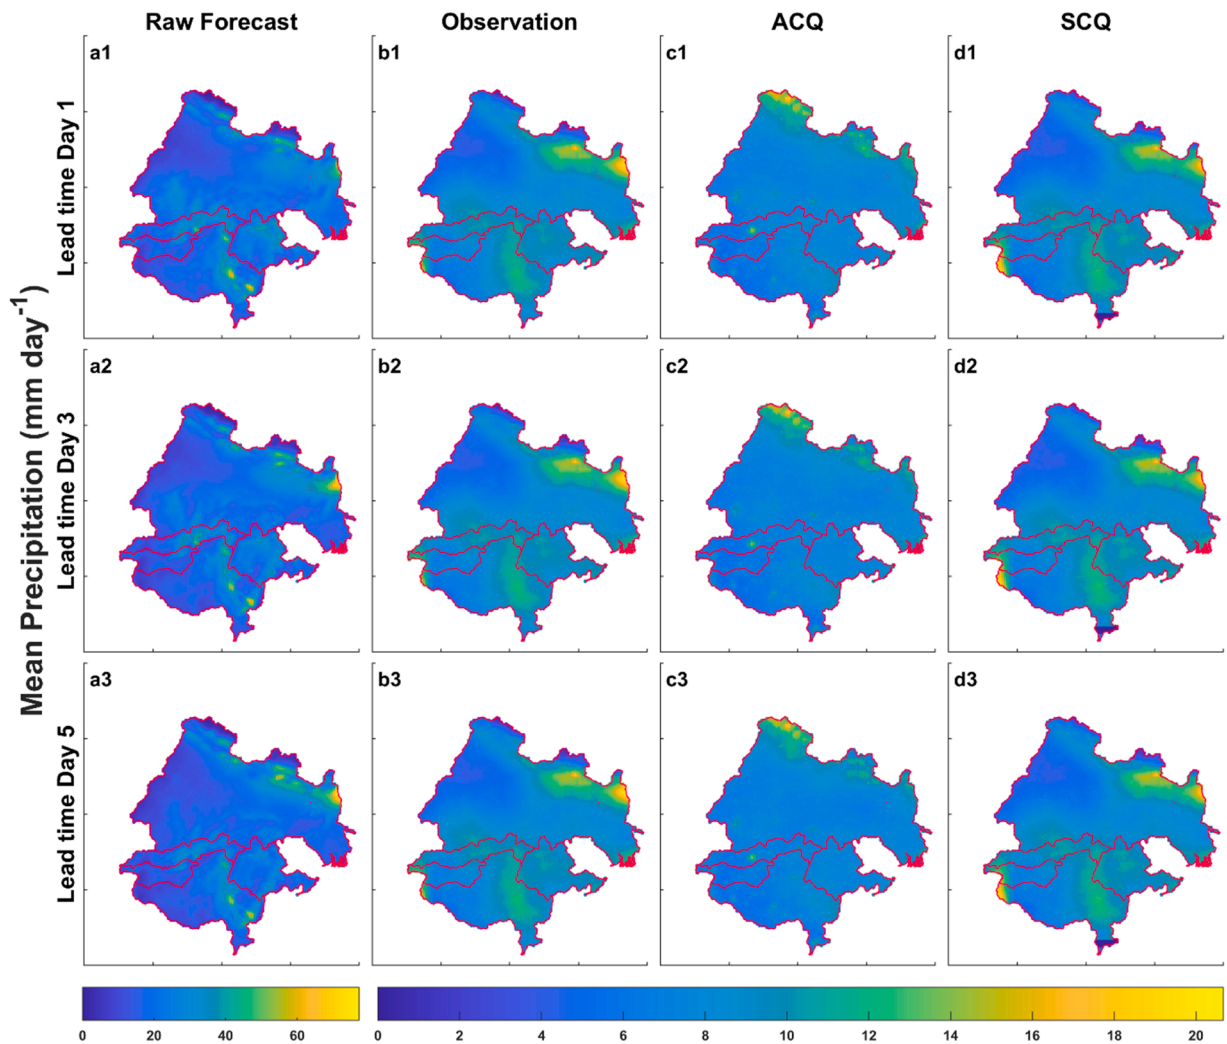 Raw Forecast Observation ACQ SCQ
Mean Precipitation (mm day-1)
Lead time Day 1
a1 b1 c1 d1
Lead time Day 3
a2 b2 c2 d2
Lead time Day 5
a3 b3 c3 d3
0 20 40 60
0 2 4 6 8 10 12 14 16 18 20